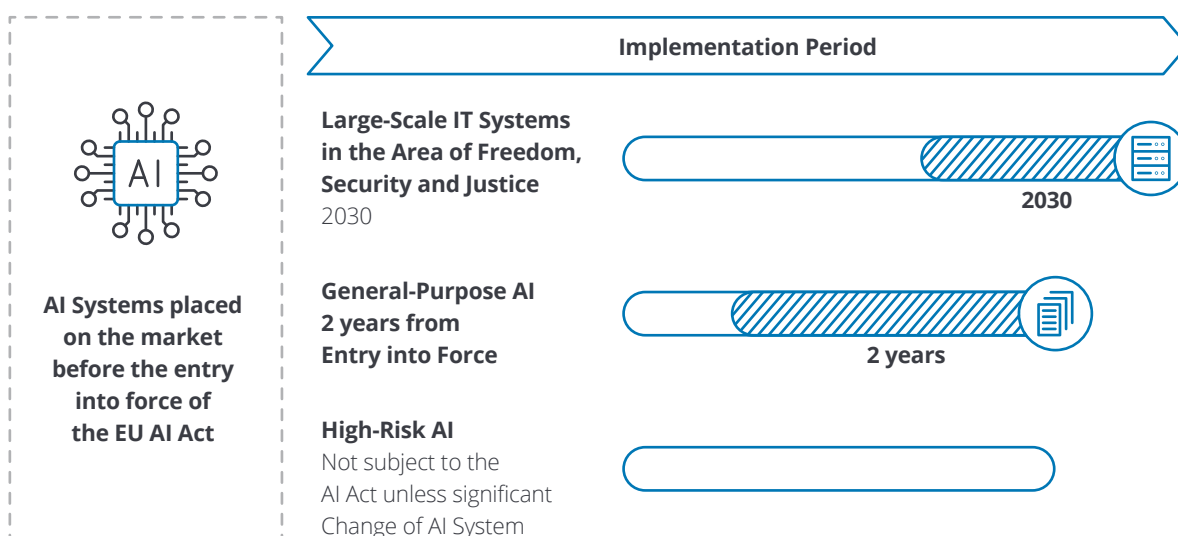 Implementation Period
AI
AI Systems placed
on the market
before the entry
into force of
the EU AI Act
Large-Scale IT Systems
in the Area of Freedom,
Security and Justice
2030
2030
General-Purpose AI
2 years from
Entry into Force
2 years
High-Risk AI
Not subject to the
AI Act unless significant
Change of AI System